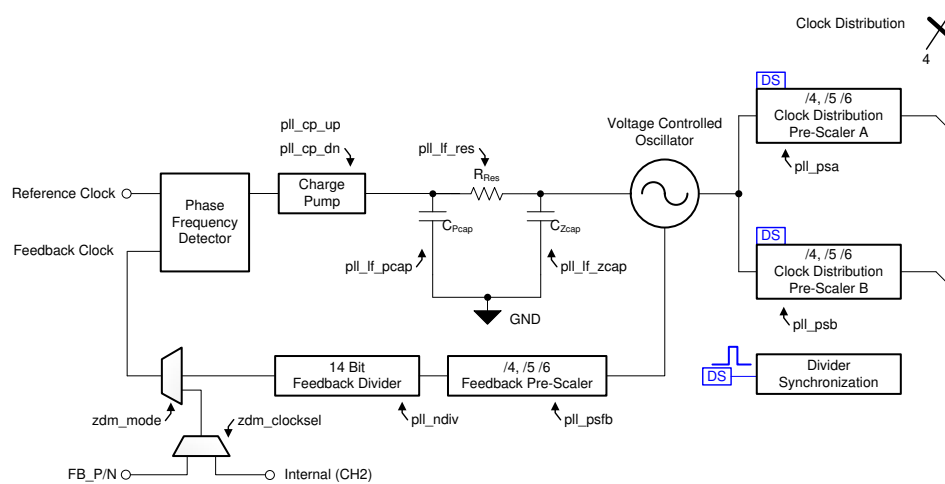 Clock Distribution
4
DS
/4, /5 /6
Clock Distribution
Pre-Scaler A
pll_psa
Voltage Controlled
Oscillator
pll_cp_up
pll_cp_dn
pll_lf_res
RRes
Reference Clock
Phase
Frequency
Detector
Charge
Pump
CPcap
CZcap
Feedback Clock
pll_lf_pcap
pll_lf_zcap
GND
DS
/4, /5 /6
Clock Distribution
Pre-Scaler B
pll_psb
14 Bit
Feedback Divider
/4, /5 /6
Feedback Pre-Scaler
DS
Divider
Synchronization
zdm_mode
zdm_clocksel
pll_ndiv
pll_psfb
FB_P/N
Internal (CH2)